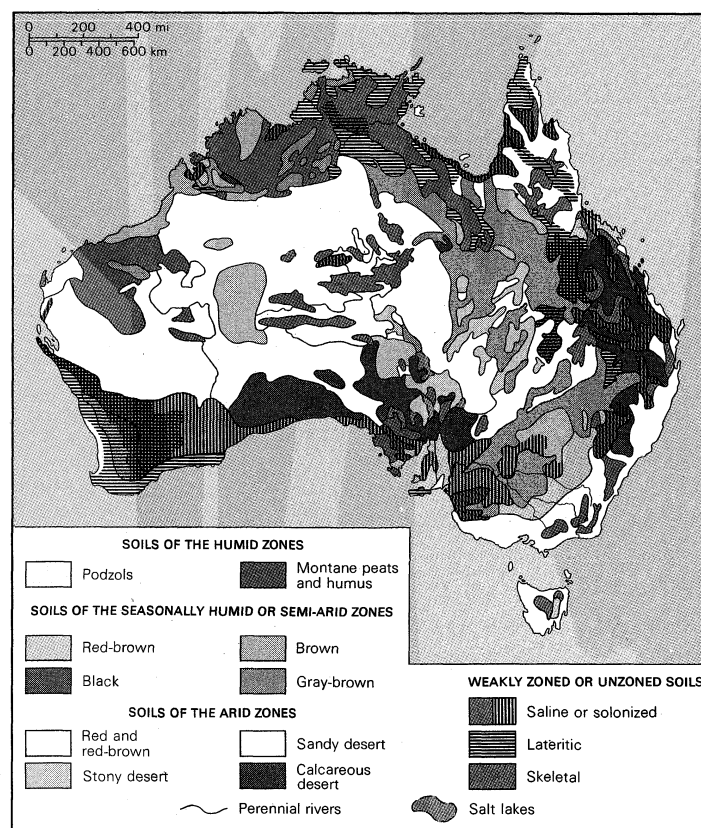 0 200 400 mi
0 200 400 600 km
SOILS OF THE HUMID ZONES
Podzols
Montane peats
and humus
SOILS OF THE SEASONALLY HUMID OR SEMI-ARID ZONES
Red-brown
Brown
Black
Gray-brown
SOILS OF THE ARID ZONES
Red and
red-brown
Sandy desert
Stony desert
Calcareous
desert
WEAKLY ZONED OR UNZONED SOILS
Saline or solonized
Lateritic
Skeletal
Perennial rivers
Salt lakes